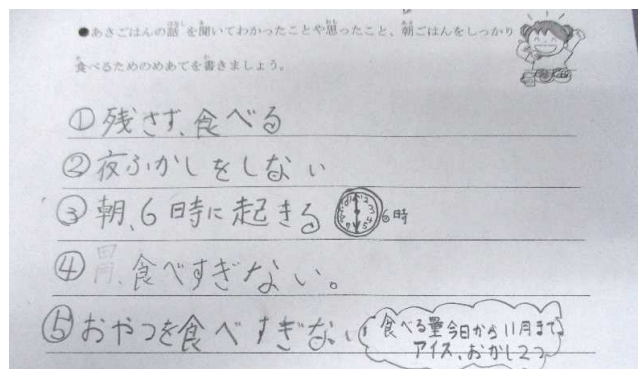 ●あさごはんの話を聞いてわかったことや思ったこと、朝ごはんをしっかり
食べるためのめあてを書きましょう。
①残さず、食べる
②夜ふかしをしない
③朝、6時に起きる 6時
④胃、食べすぎない。
⑤おやつを食べすぎない
食べる量今日から11月まで
アイス、おかし2つ